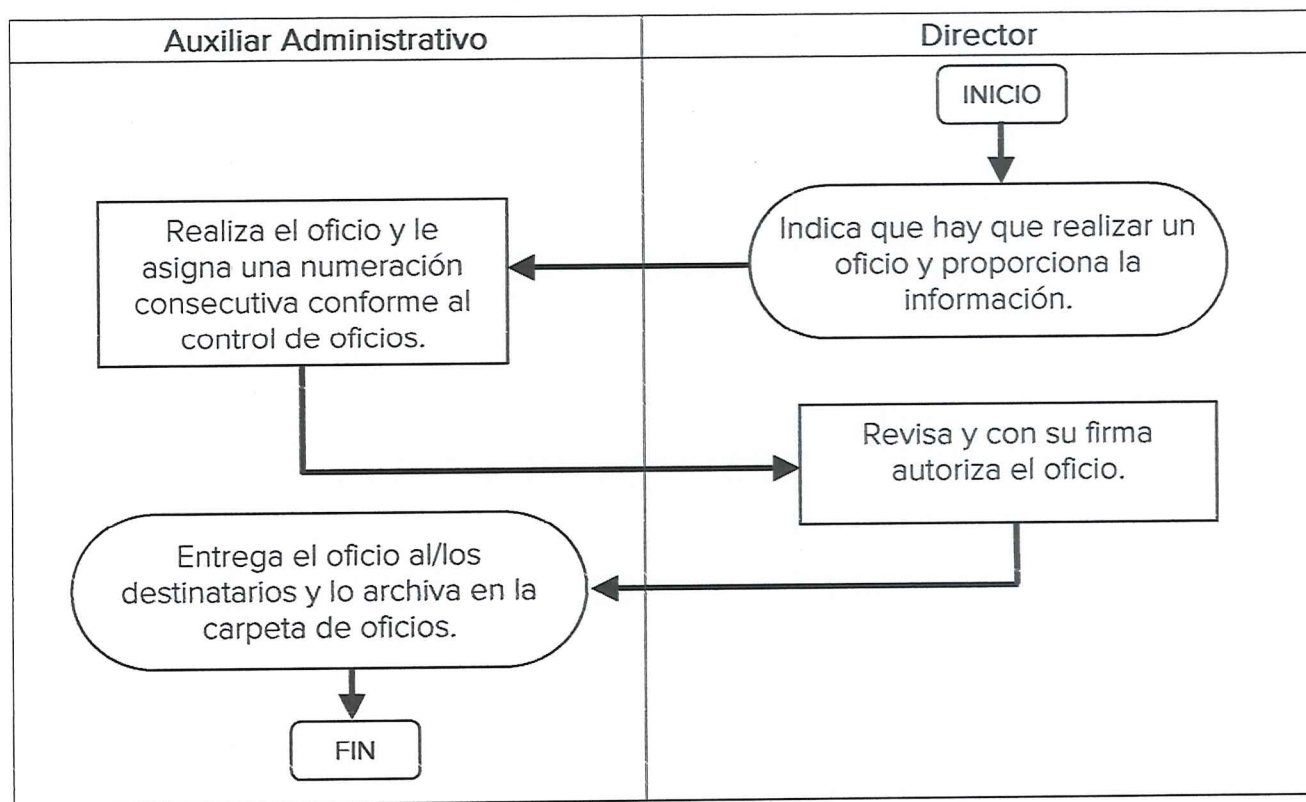 Auxiliar Administrativo
Director
INICIO
Indica que hay que realizar un
oficio y proporciona la
información.
Realiza el oficio y le
asigna una numeración
consecutiva conforme al
control de oficios.
Revisa y con su firma
autoriza el oficio.
Entrega el oficio al/los
destinatarios y lo archiva en la
carpeta de oficios.
FIN